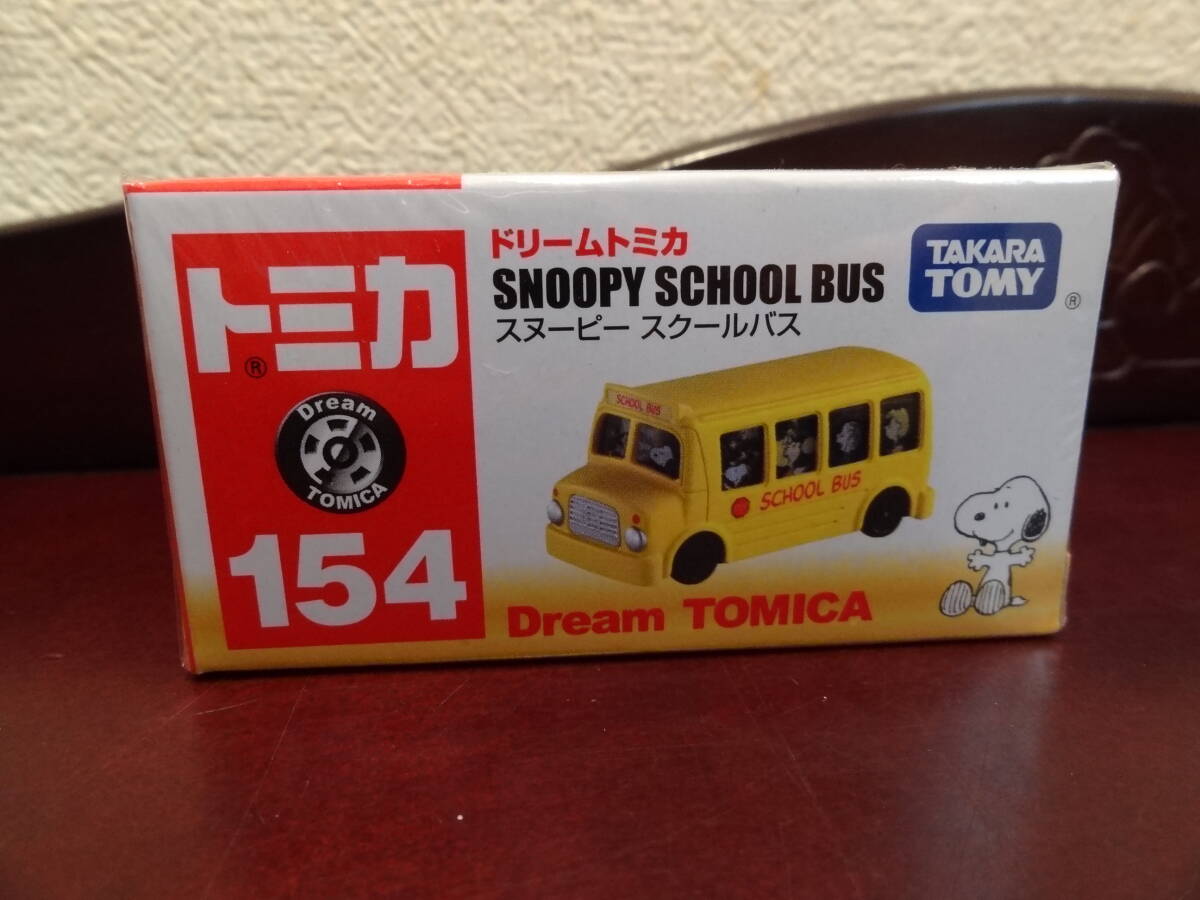 トミカ
®
Dream
TOMICA
154
ドリームトミカ
SNOOPY SCHOOL BUS
スヌーピー スクールバス
TAKARA
TOMY
®
SCHOOL BUS
SCHOOL BUS
Dream TOMICA